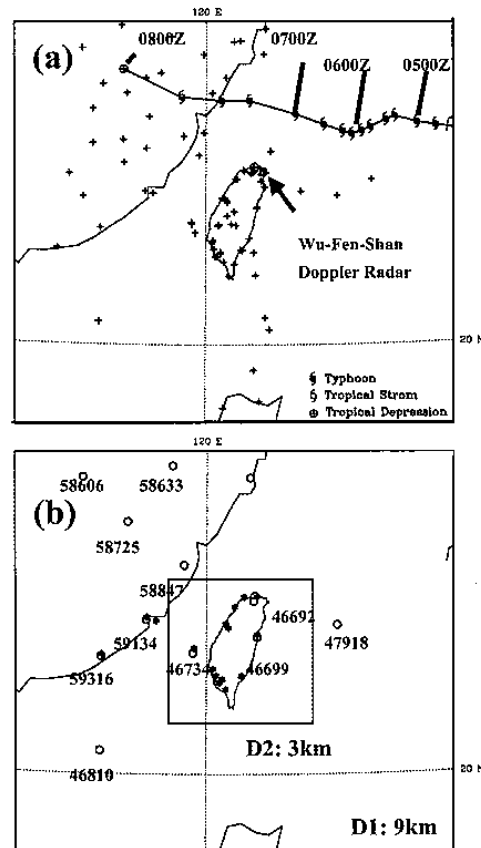 120 E
(a)
0800Z
0700Z
0600Z
0500Z
Wu-Fen-Shan
Doppler Radar
20 N
Typhoon
Tropical Strom
Tropical Depression
(b)
120 E
58606
58633
58725
58847
59134
46692
47918
46734
46699
59316
46810
D2: 3km
20 N
D1: 9km